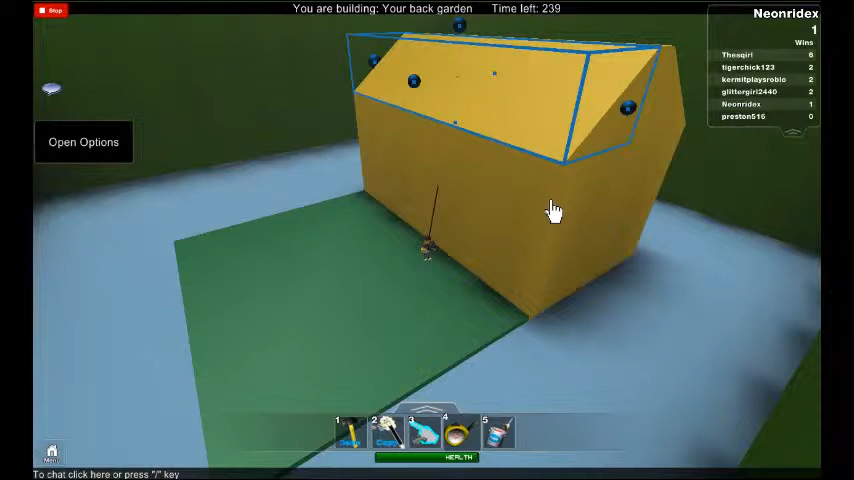 Stop
You are building: Your back garden Time left: 239
Neonridex
1
Wins
Thesqirl 6
tigerchick123 2
kermitplaysroblo 2
glittergirl2440 2
Neonridex 1
preston516 0
Open Options
1 2 3 4 5
HEALTH
Menu
To chat click here or press "/" key